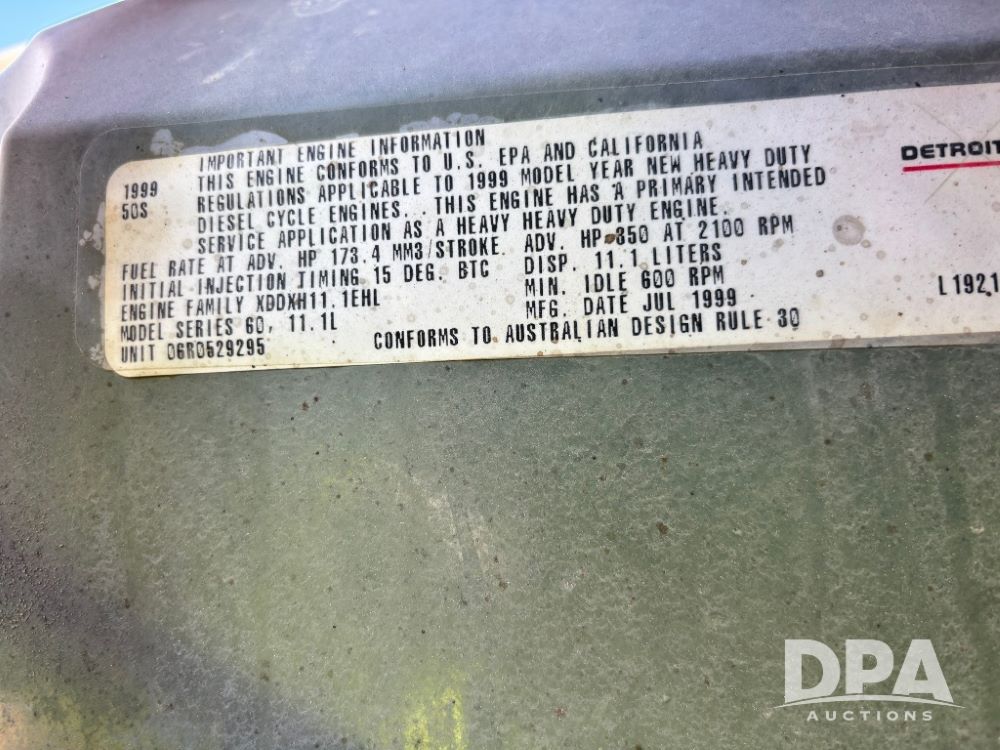 1999
50S
IMPORTANT ENGINE INFORMATION
THIS ENGINE CONFORMS TO U.S. EPA AND CALIFORNIA
REGULATIONS APPLICABLE TO 1999 MODEL YEAR NEW HEAVY DUTY
DIESEL CYCLE ENGINES. THIS ENGINE HAS A PRIMARY INTENDED
SERVICE APPLICATION AS A HEAVY HEAVY DUTY ENGINE.
FUEL RATE AT ADV. HP 173.4 MM3/STROKE. ADV. HP 350 AT 2100 RPM
INITIAL INJECTION TIMING 15 DEG. BTC DISP. 11.1 LITERS
ENGINE FAMILY XDDXH11.1EHL MIN. IDLE 600 RPM
MODEL SERIES 60, 11.1L MFG. DATE JUL 1999
UNIT 06R0529295 CONFORMS TO AUSTRALIAN DESIGN RULE 30
DETROIT
L192,1
DPA
AUCTIONS